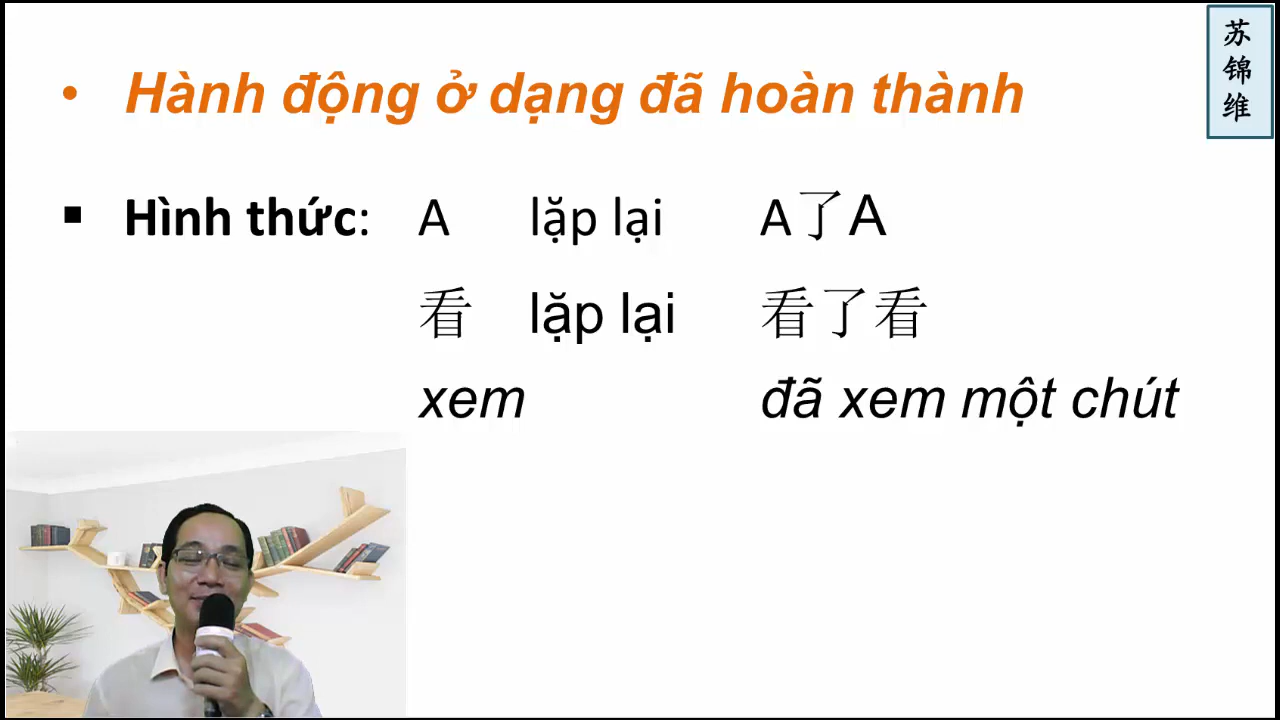 • Hành động ở dạng đã hoàn thành
▪ Hình thức: A lặp lại A了A
看 lặp lại 看了看
xem đã xem một chút
苏锦维